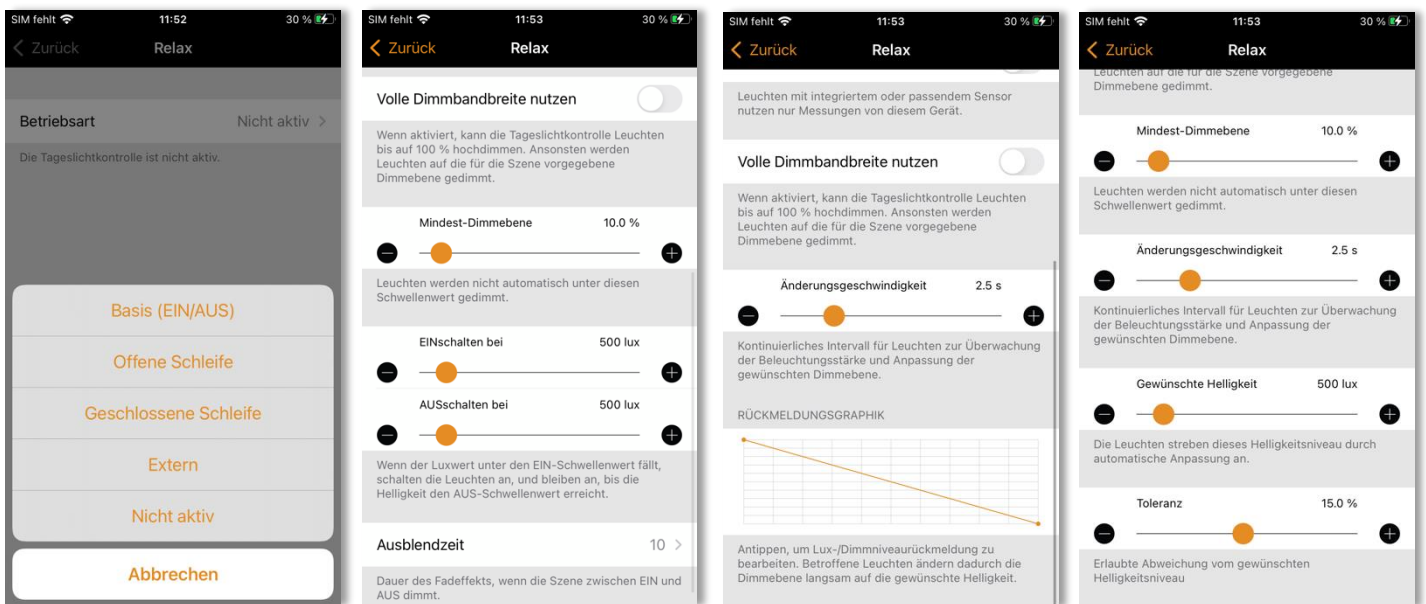 SIM fehlt 11:52 30 %
Zurück Relax
Betriebsart Nicht aktiv
Die Tageslichtkontrolle ist nicht aktiv.
Basis (EIN/AUS)
Offene Schleife
Geschlossene Schleife
Extern
Nicht aktiv
Abbrechen
SIM fehlt 11:53 30 %
Zurück Relax
Volle Dimmbandbreite nutzen
Wenn aktiviert, kann die Tageslichtkontrolle Leuchten
bis auf 100 % hochdimmen. Ansonsten werden
Leuchten auf die für die Szene vorgegebene
Dimmebene gedimmt.
Mindest-Dimmebene 10.0 %
Leuchten werden nicht automatisch unter diesen
Schwellenwert gedimmt.
EINschalten bei 500 lux
AUSschalten bei 500 lux
Wenn der Luxwert unter den EIN-Schwellenwert fällt,
schalten die Leuchten an, und bleiben an, bis die
Helligkeit den AUS-Schwellenwert erreicht.
Ausblendzeit 10
Dauer des Fadeffekts, wenn die Szene zwischen EIN und
AUS dimmt.
SIM fehlt 11:53 30 %
Zurück Relax
Leuchten mit integriertem oder passendem Sensor
nutzen nur Messungen von diesem Gerät.
Volle Dimmbandbreite nutzen
Wenn aktiviert, kann die Tageslichtkontrolle Leuchten
bis auf 100 % hochdimmen. Ansonsten werden
Leuchten auf die für die Szene vorgegebene
Dimmebene gedimmt.
Änderungsgeschwindigkeit 2.5 s
Kontinuierliches Intervall für Leuchten zur Überwachung
der Beleuchtungsstärke und Anpassung der
gewünschten Dimmebene.
RÜCKMELDUNGSGRAPHIK
Antippen, um Lux-/Dimmniveaurückmeldung zu
bearbeiten. Betroffene Leuchten ändern dadurch die
Dimmebene langsam auf die gewünschte Helligkeit.
SIM fehlt 11:53 30 %
Zurück Relax
Leuchten auf die für die Szene vorgegebene
Dimmebene gedimmt.
Mindest-Dimmebene 10.0 %
Leuchten werden nicht automatisch unter diesen
Schwellenwert gedimmt.
Änderungsgeschwindigkeit 2.5 s
Kontinuierliches Intervall für Leuchten zur Überwachung
der Beleuchtungsstärke und Anpassung der
gewünschten Dimmebene.
Gewünschte Helligkeit 500 lux
Die Leuchten streben dieses Helligkeitsniveau durch
automatische Anpassung an.
Toleranz 15.0 %
Erlaubte Abweichung vom gewünschten
Helligkeitsniveau